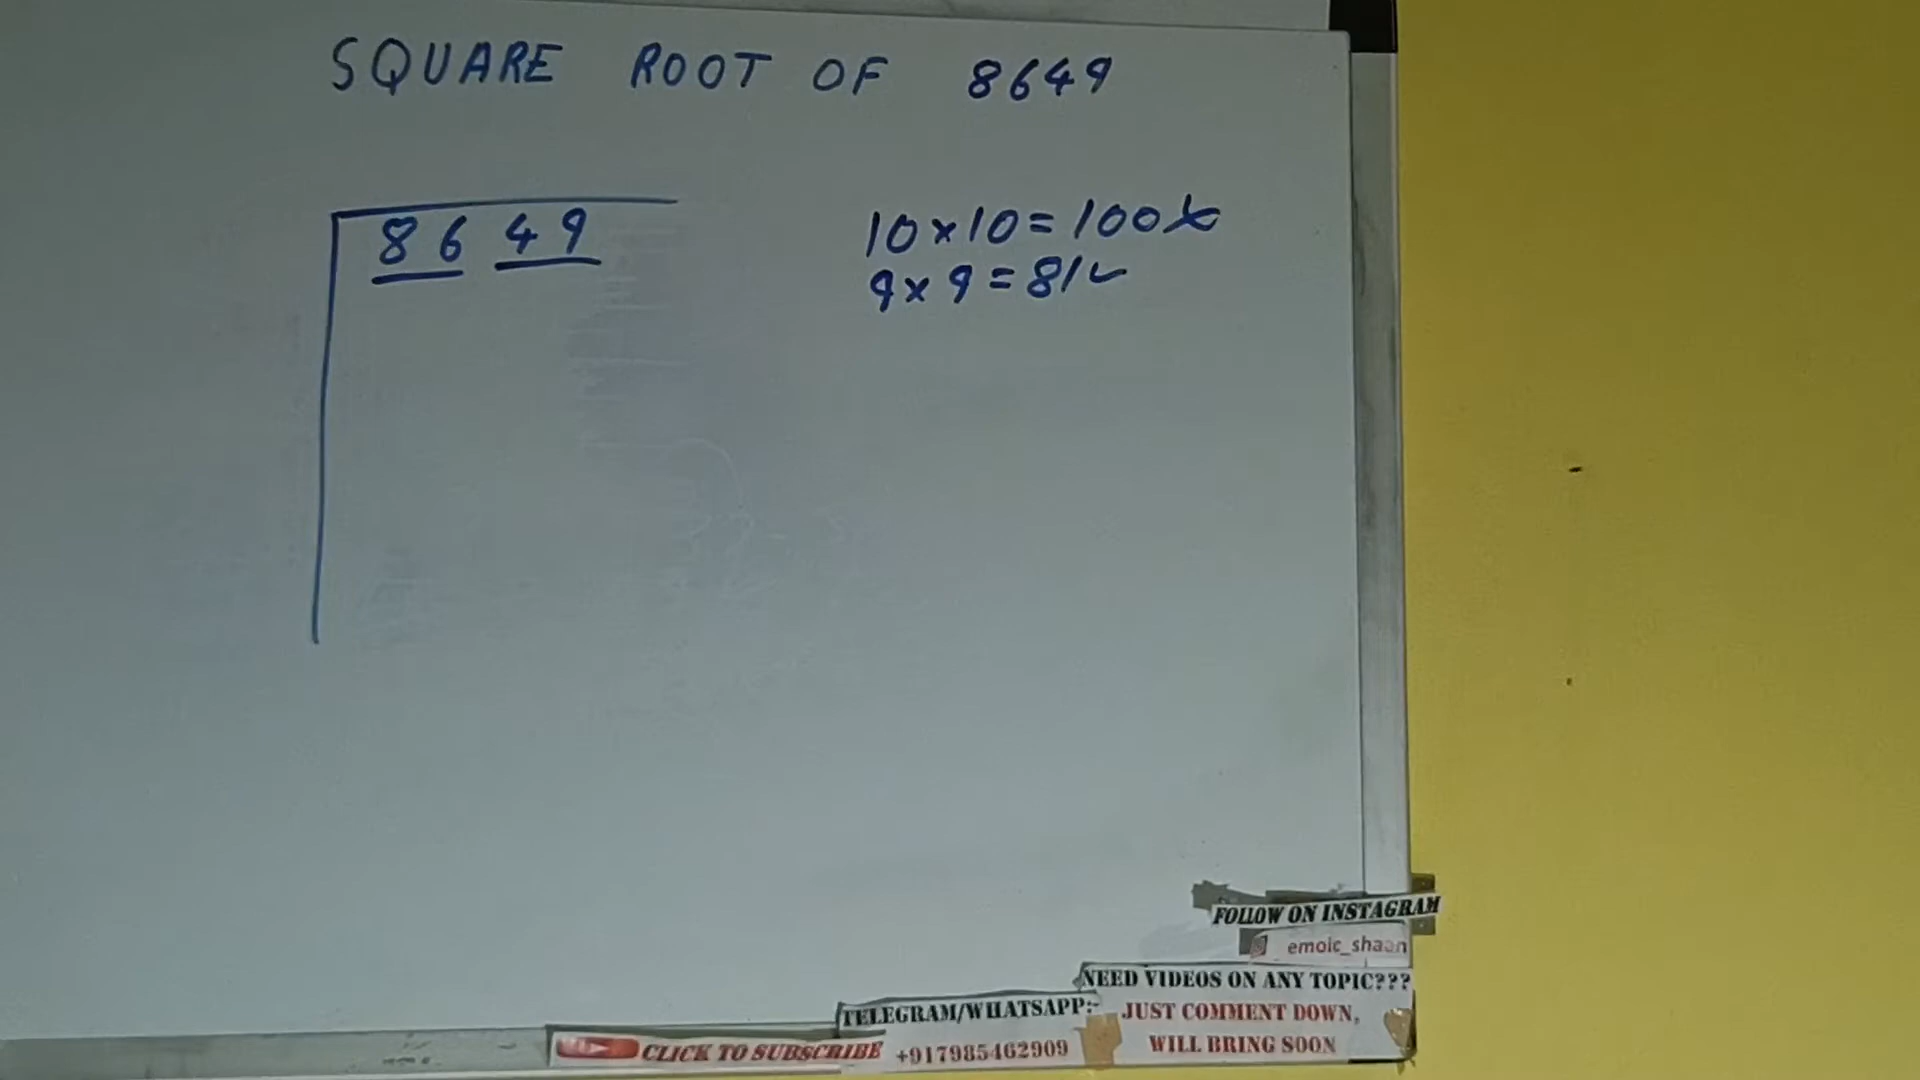 SQUARE ROOT OF 8649
86 49
10×10=100×
9×9=81✓
FOLLOW ON INSTAGRAM
emoic_shaan
NEED VIDEOS ON ANY TOPIC???
TELEGRAM/WHATSAPP:-
JUST COMMENT DOWN,
WILL BRING SOON
CLICK TO SUBSCRIBE
+917985462909